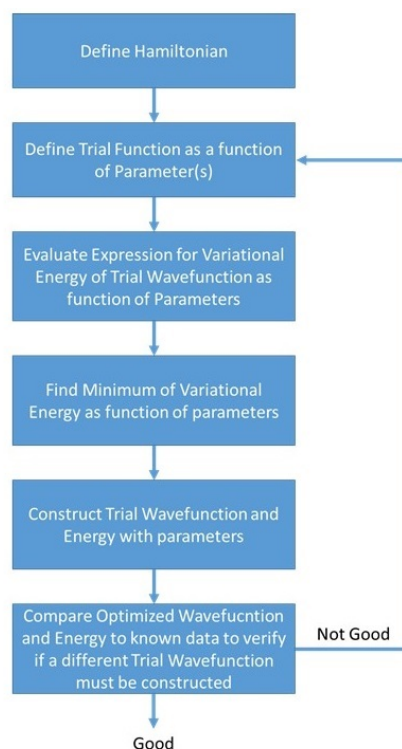 Define Hamiltonian
Define Trial Function as a function
of Parameter(s)
Evaluate Expression for Variational
Energy of Trial Wavefunction as
function of Parameters
Find Minimum of Variational
Energy as function of parameters
Construct Trial Wavefunction and
Energy with parameters
Compare Optimized Wavefucntion
and Energy to known data to verify
if a different Trial Wavefunction
must be constructed
Not Good
Good